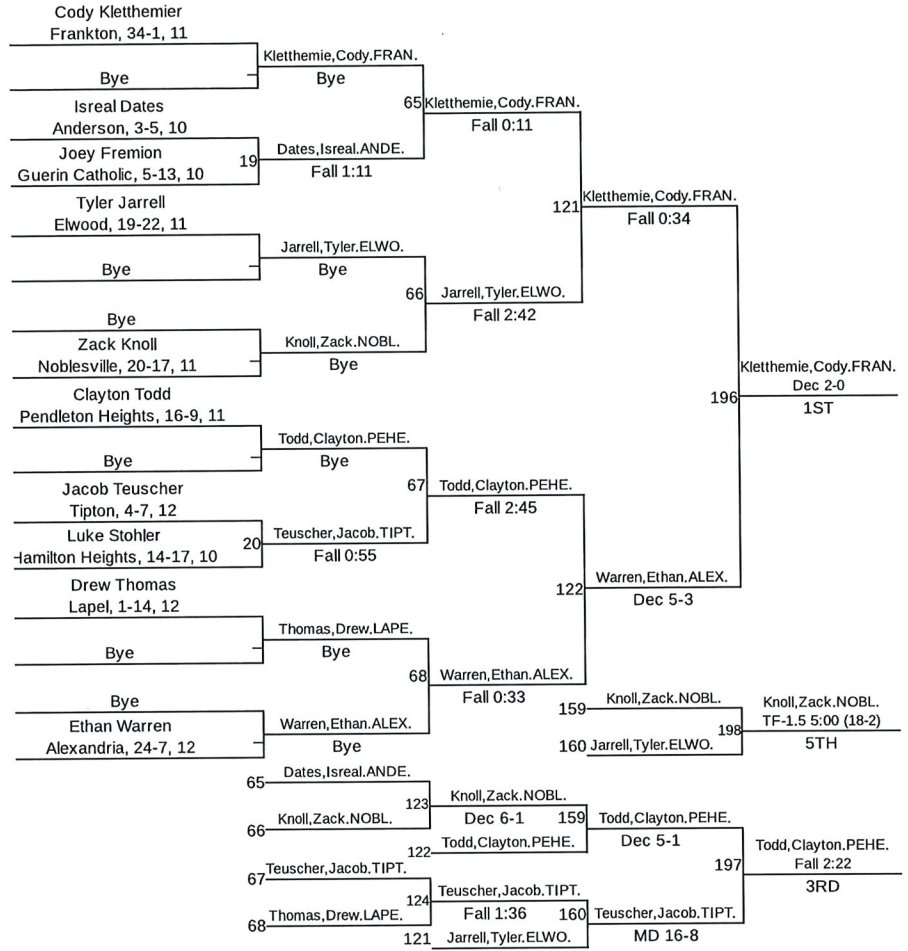 Cody Kletthemier
Frankton, 34-1, 11
Kletthemie,Cody.FRAN.
Bye
Bye
Isreal Dates
Anderson, 3-5, 10
65
Kletthemie,Cody.FRAN.
Fall 0:11
Joey Fremion
Guerin Catholic, 5-13, 10
19
Dates,Isreal.ANDE.
Fall 1:11
Tyler Jarrell
Elwood, 19-22, 11
121
Kletthemie,Cody.FRAN.
Fall 0:34
Jarrell,Tyler.ELWO.
Bye
Bye
66
Jarrell,Tyler.ELWO.
Fall 2:42
Bye
Zack Knoll
Noblesville, 20-17, 11
Knoll,Zack.NOBL.
Bye
Clayton Todd
Pendleton Heights, 16-9, 11
196
Kletthemie,Cody.FRAN.
Dec 2-0
1ST
Todd,Clayton.PEHE.
Bye
Bye
67
Todd,Clayton.PEHE.
Fall 2:45
Jacob Teuscher
Tipton, 4-7, 12
Luke Stohler
Hamilton Heights, 14-17, 10
20
Teuscher,Jacob.TIPT.
Fall 0:55
Drew Thomas
Lapel, 1-14, 12
122
Warren,Ethan.ALEX.
Dec 5-3
Thomas,Drew.LAPE.
Bye
Bye
68
Warren,Ethan.ALEX.
Fall 0:33
Bye
Ethan Warren
Alexandria, 24-7, 12
Warren,Ethan.ALEX.
Bye
159
Knoll,Zack.NOBL.
198
Knoll,Zack.NOBL.
TF-1.5 5:00 (18-2)
5TH
160
Jarrell,Tyler.ELWO.
65
Dates,Isreal.ANDE.
123
Knoll,Zack.NOBL.
Dec 6-1
66
Knoll,Zack.NOBL.
159
Todd,Clayton.PEHE.
Dec 5-1
122
Todd,Clayton.PEHE.
197
Todd,Clayton.PEHE.
Fall 2:22
3RD
67
Teuscher,Jacob.TIPT.
124
Teuscher,Jacob.TIPT.
Fall 1:36
68
Thomas,Drew.LAPE.
160
Teuscher,Jacob.TIPT.
MD 16-8
121
Jarrell,Tyler.ELWO.